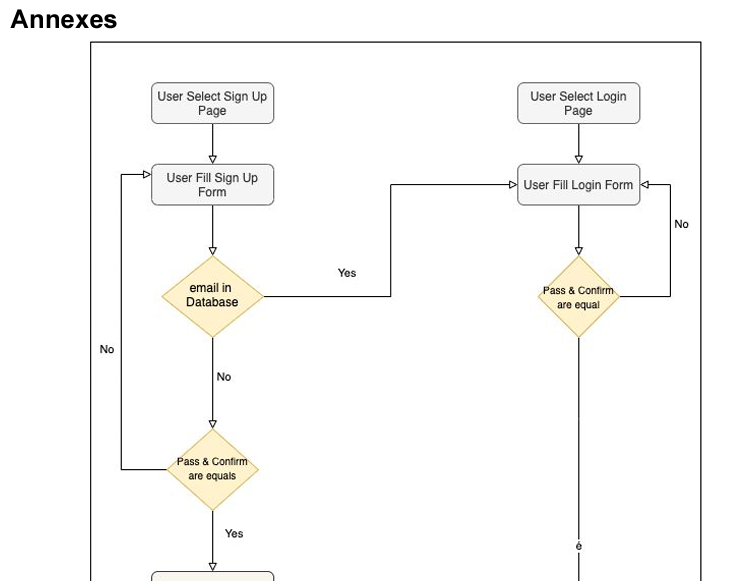 Annexes
User Select Sign Up
Page
User Select Login
Page
User Fill Sign Up
Form
User Fill Login Form
No
email in
Database
Yes
Pass & Confirm
are equal
No
No
Pass & Confirm
are equals
Yes
é